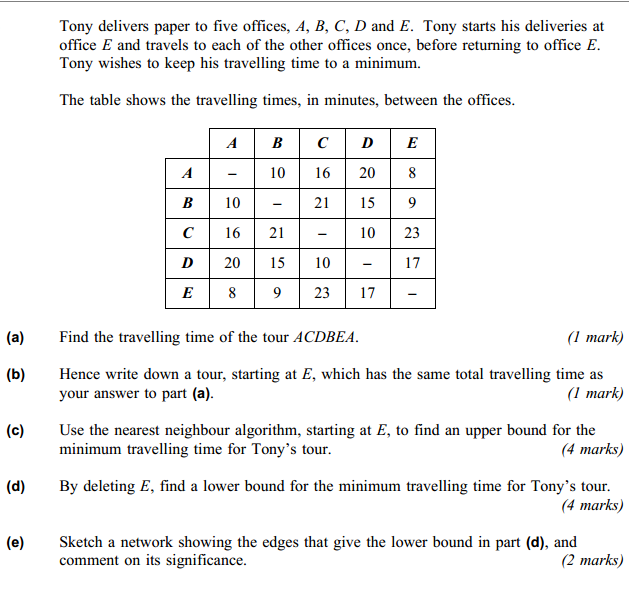 Tony delivers paper to five offices, A, B, C, D and E. Tony starts his deliveries at
office E and travels to each of the other offices once, before returning to office E.
Tony wishes to keep his travelling time to a minimum.
The table shows the travelling times, in minutes, between the offices.
A B C D E
A – 10 16 20 8
B 10 – 21 15 9
C 16 21 – 10 23
D 20 15 10 – 17
E 8 9 23 17 –
(a) Find the travelling time of the tour ACDBEA. (1 mark)
(b) Hence write down a tour, starting at E, which has the same total travelling time as
your answer to part (a). (1 mark)
(c) Use the nearest neighbour algorithm, starting at E, to find an upper bound for the
minimum travelling time for Tony's tour. (4 marks)
(d) By deleting E, find a lower bound for the minimum travelling time for Tony's tour.
(4 marks)
(e) Sketch a network showing the edges that give the lower bound in part (d), and
comment on its significance. (2 marks)